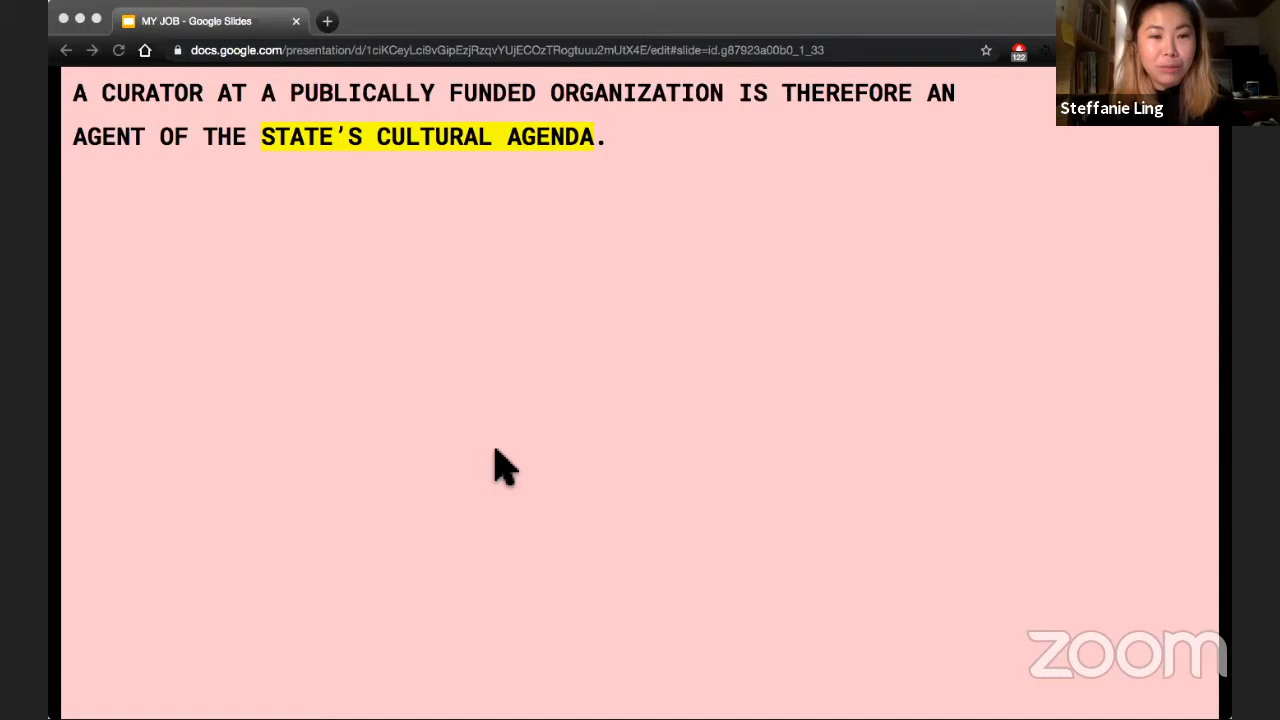 MY JOB - Google Slides
docs.google.com/presentation/d/1ciKCeyLci9vGipEzjRzqvYUjECOzTRogtuuu2mUtX4E/edit#slide=id.g87923a00b0_1_33
122
A CURATOR AT A PUBLICALLY FUNDED ORGANIZATION IS THEREFORE AN
AGENT OF THE STATE’S CULTURAL AGENDA.
Steffanie Ling
zoom